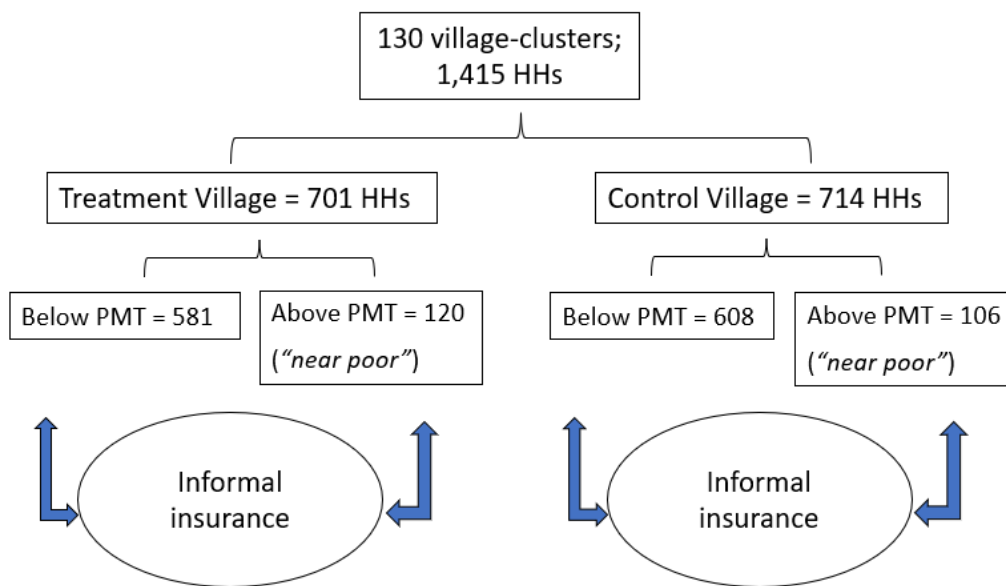 130 village-clusters;
1,415 HHs
Treatment Village = 701 HHs
Control Village = 714 HHs
Below PMT = 581
Above PMT = 120
(“near poor”)
Below PMT = 608
Above PMT = 106
(“near poor”)
Informal
insurance
Informal
insurance